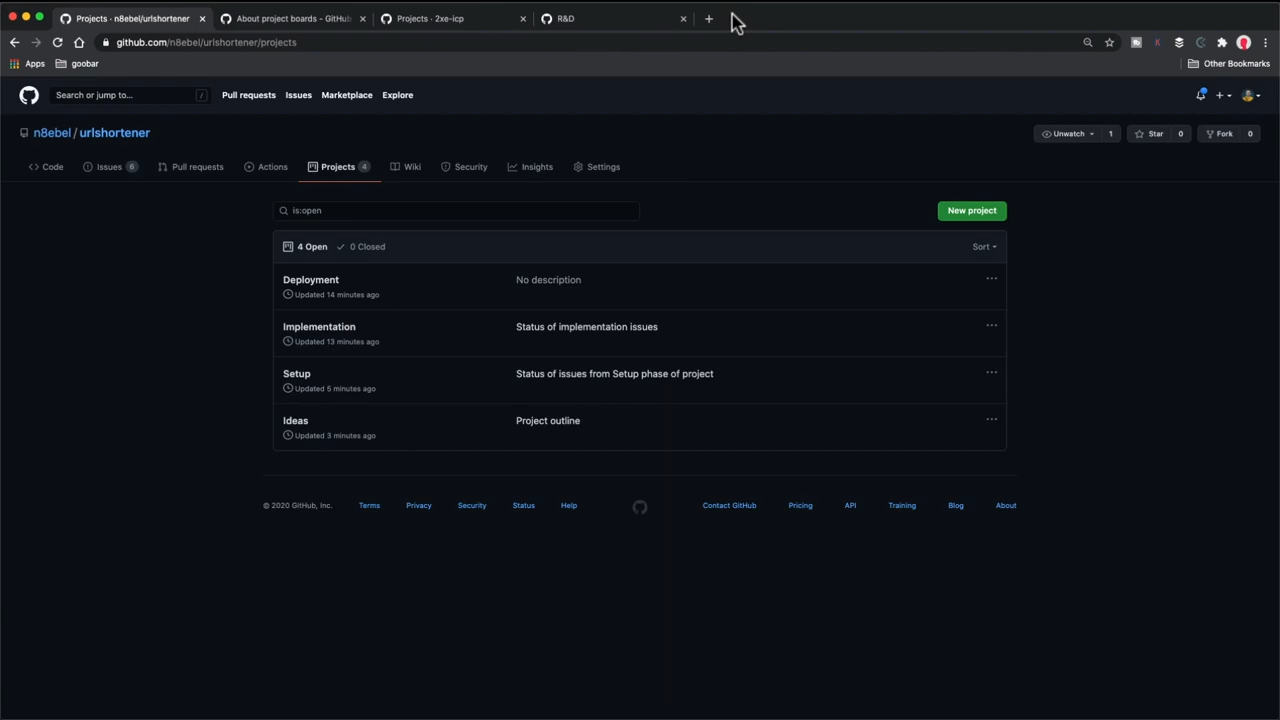 Projects · n8ebel/urlshortener
About project boards - GitHub
Projects · 2xe-icp
R&D
github.com/n8ebel/urlshortener/projects
Apps
goobar
Other Bookmarks
Search or jump to...
/
Pull requests
Issues
Marketplace
Explore
n8ebel / urlshortener
Unwatch 1
Star 0
Fork 0
Code
Issues 6
Pull requests
Actions
Projects 4
Wiki
Security
Insights
Settings
is:open
New project
4 Open
0 Closed
Sort
Deployment
No description
Updated 14 minutes ago
Implementation
Status of implementation issues
Updated 13 minutes ago
Setup
Status of issues from Setup phase of project
Updated 5 minutes ago
Ideas
Project outline
Updated 3 minutes ago
© 2020 GitHub, Inc.
Terms
Privacy
Security
Status
Help
Contact GitHub
Pricing
API
Training
Blog
About